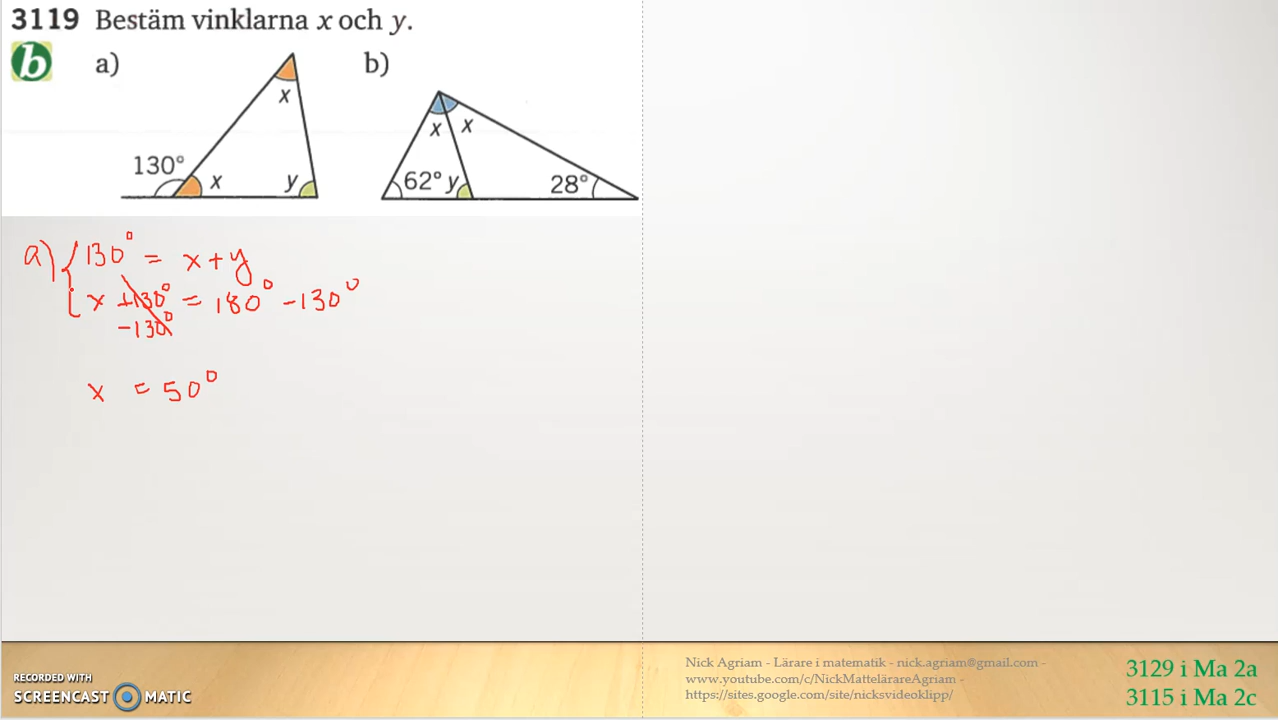 3119 Bestäm vinklarna x och y.
b a) b)
x
x x
130° x y 62° y 28°
a) { 130° = x + y
x + 130° = 180° - 130°
-130°
x = 50°
RECORDED WITH
SCREENCAST MATIC
Nick Agriam - Lärare i matematik - nick.agriam@gmail.com -
www.youtube.com/c/NickMattelärareAgriam -
https://sites.google.com/site/nicksvideoklipp/
3129 i Ma 2a
3115 i Ma 2c